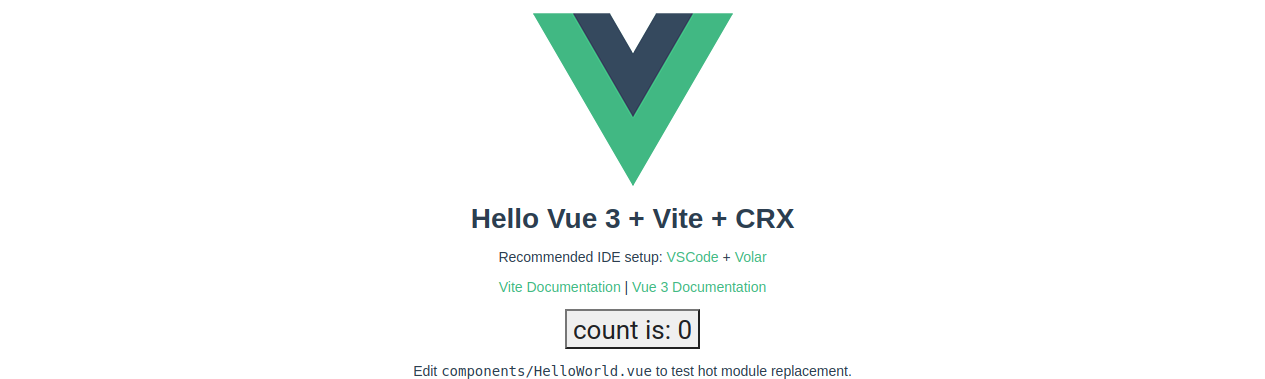 Hello Vue 3 + Vite + CRX
Recommended IDE setup: VSCode + Volar
Vite Documentation | Vue 3 Documentation
count is: 0
Edit components/HelloWorld.vue to test hot module replacement.